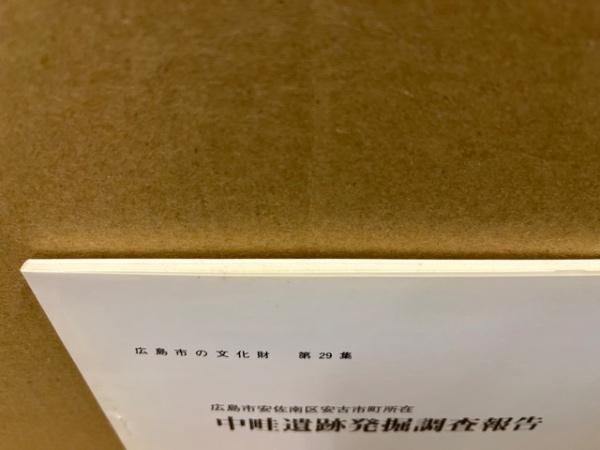 広島市の文化財 第29集
広島市安佐南区安古市町所在
中畦遺跡発掘調査報告